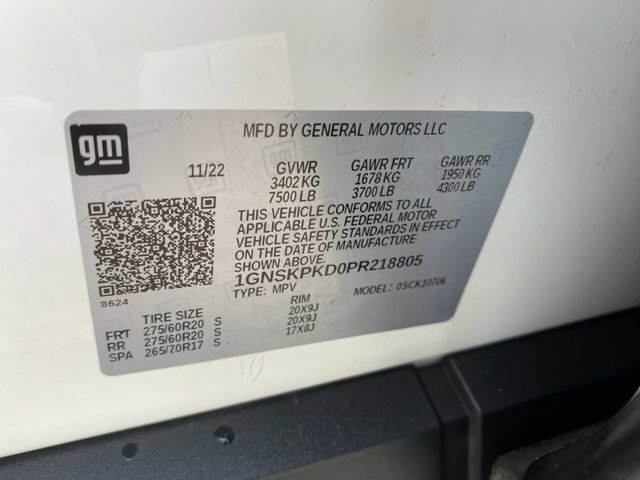 gm
MFD BY GENERAL MOTORS LLC
11/22 GVWR GAWR FRT GAWR RR
3402 KG 1678 KG 1950 KG
7500 LB 3700 LB 4300 LB
THIS VEHICLE CONFORMS TO ALL
APPLICABLE U.S. FEDERAL MOTOR
VEHICLE SAFETY STANDARDS IN EFFECT
ON THE DATE OF MANUFACTURE
SHOWN ABOVE.
1GNSKPKD0PR218805
8624
TYPE: MPV MODEL: 05CK10706
TIRE SIZE RIM
FRT 275/60R20 S 20X9J
RR 275/60R20 S 20X9J
SPA 265/70R17 S 17X8J